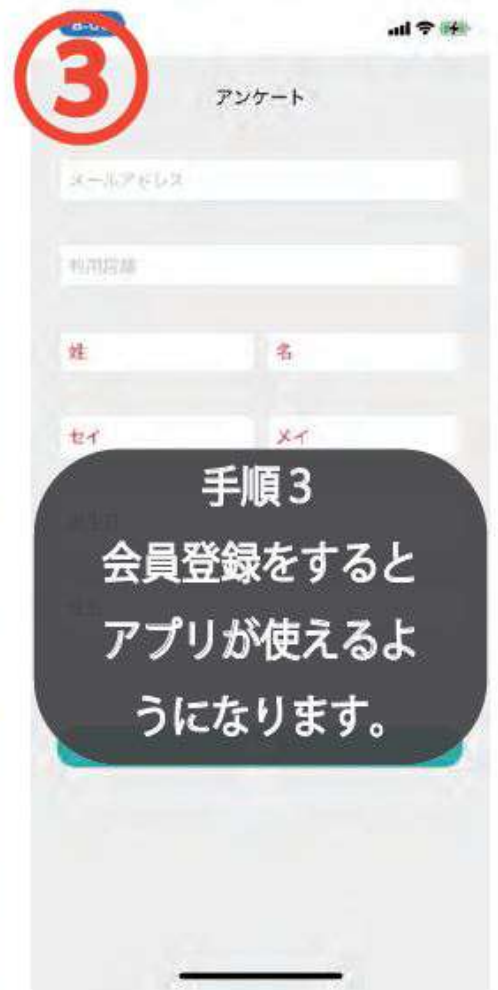 ③
アンケート
メールアドレス
利用店舗
姓 名
セイ メイ
手順３
会員登録をすると
アプリが使えるよ
うになります。